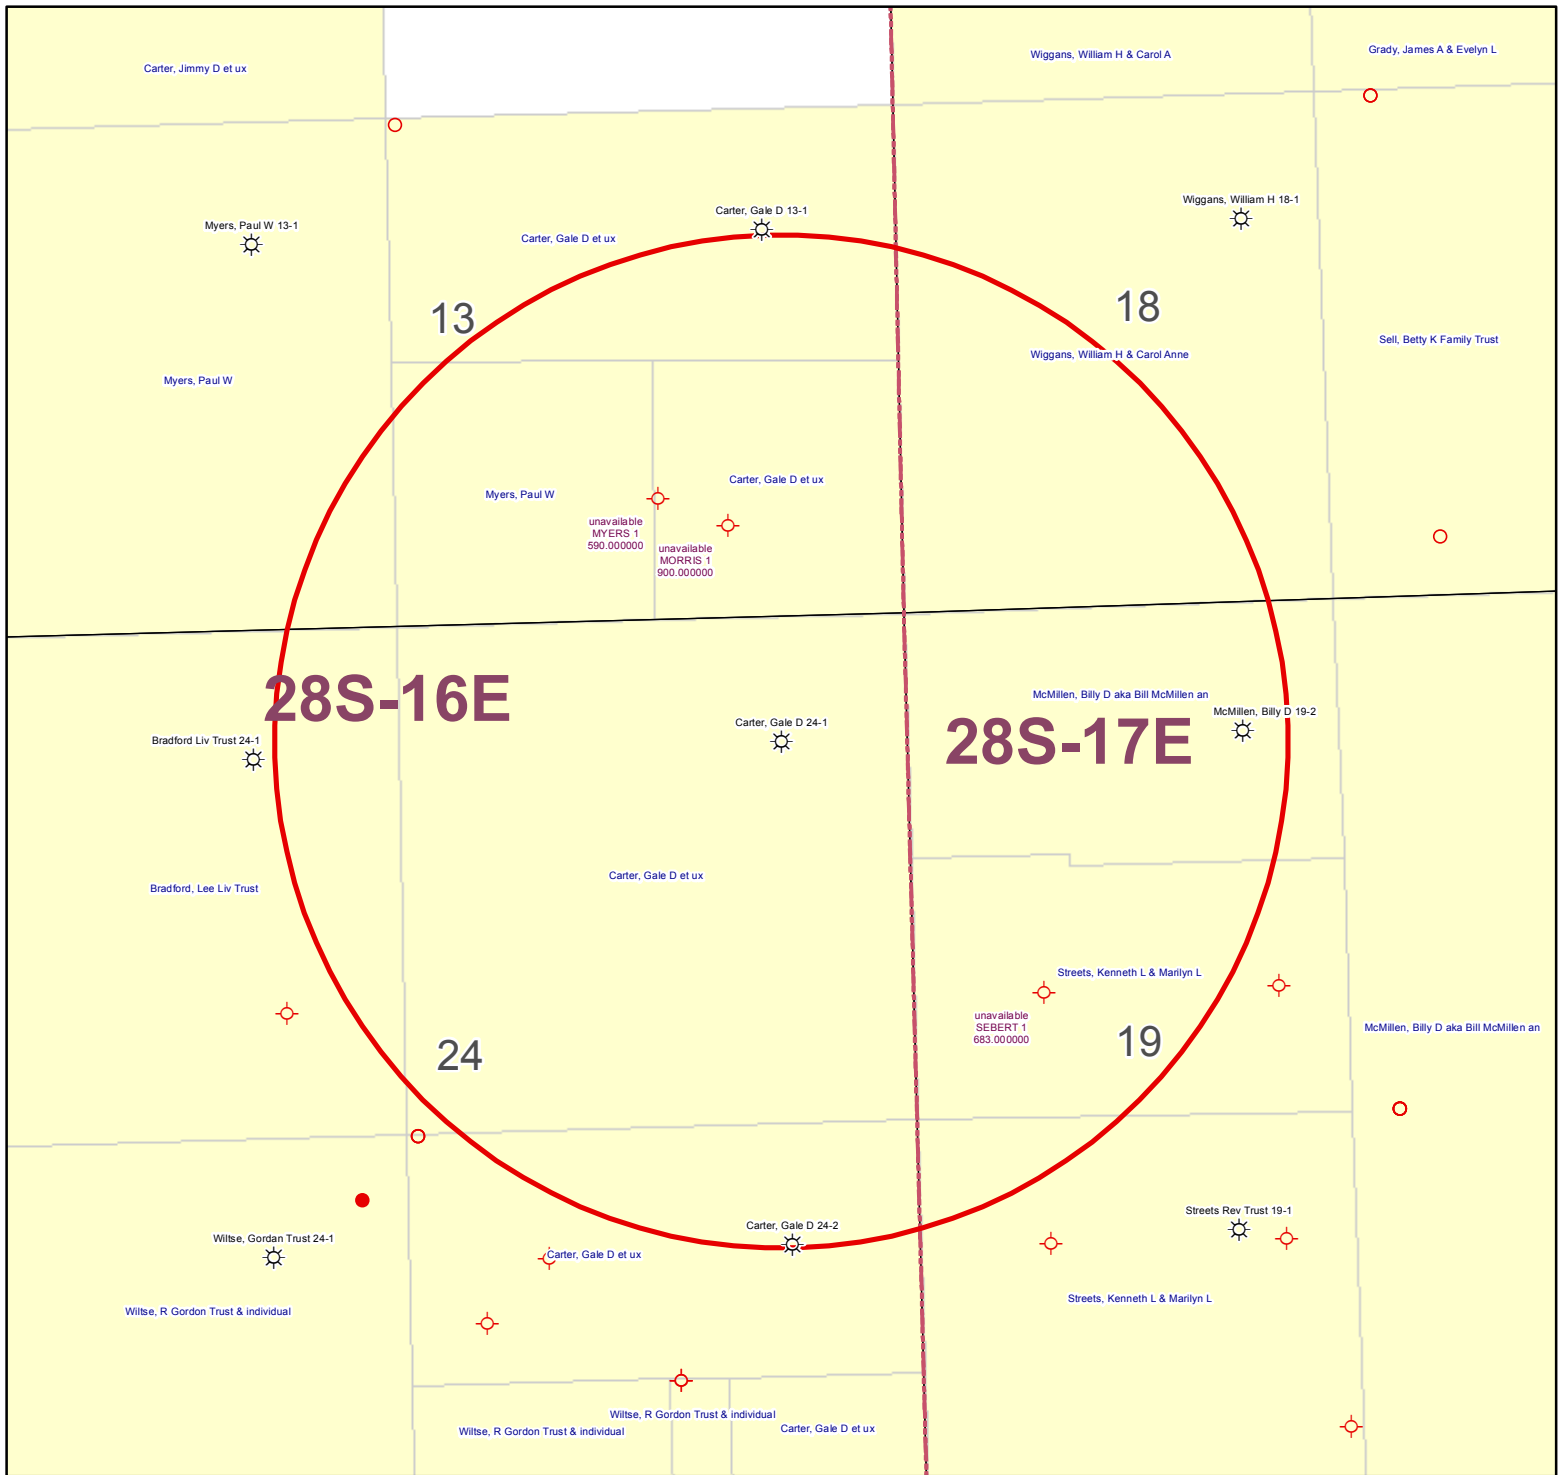 Carter, Jimmy D et ux
Wiggans, William H & Carol A
Grady, James A & Evelyn L
Myers, Paul W 13-1
Carter, Gale D et ux
Carter, Gale D 13-1
Wiggans, William H 18-1
13
18
Wiggans, William H & Carol Anne
Sell, Betty K Family Trust
Myers, Paul W
Myers, Paul W
Carter, Gale D et ux
unavailable
MYERS 1
590.000000
unavailable
MORRIS 1
900.000000
28S-16E
McMillen, Billy D aka Bill McMillen an
McMillen, Billy D 19-2
Carter, Gale D 24-1
28S-17E
Bradford Liv Trust 24-1
Carter, Gale D et ux
Bradford, Lee Liv Trust
Streets, Kenneth L & Marilyn L
unavailable
SEBERT 1
683.000000
24
19
McMillen, Billy D aka Bill McMillen an
Streets Rev Trust 19-1
Carter, Gale D 24-2
Wiltse, Gordan Trust 24-1
Carter, Gale D et ux
Wiltse, R Gordon Trust & individual
Streets, Kenneth L & Marilyn L
Wiltse, R Gordon Trust & individual
Wiltse, R Gordon Trust & individual
Carter, Gale D et ux